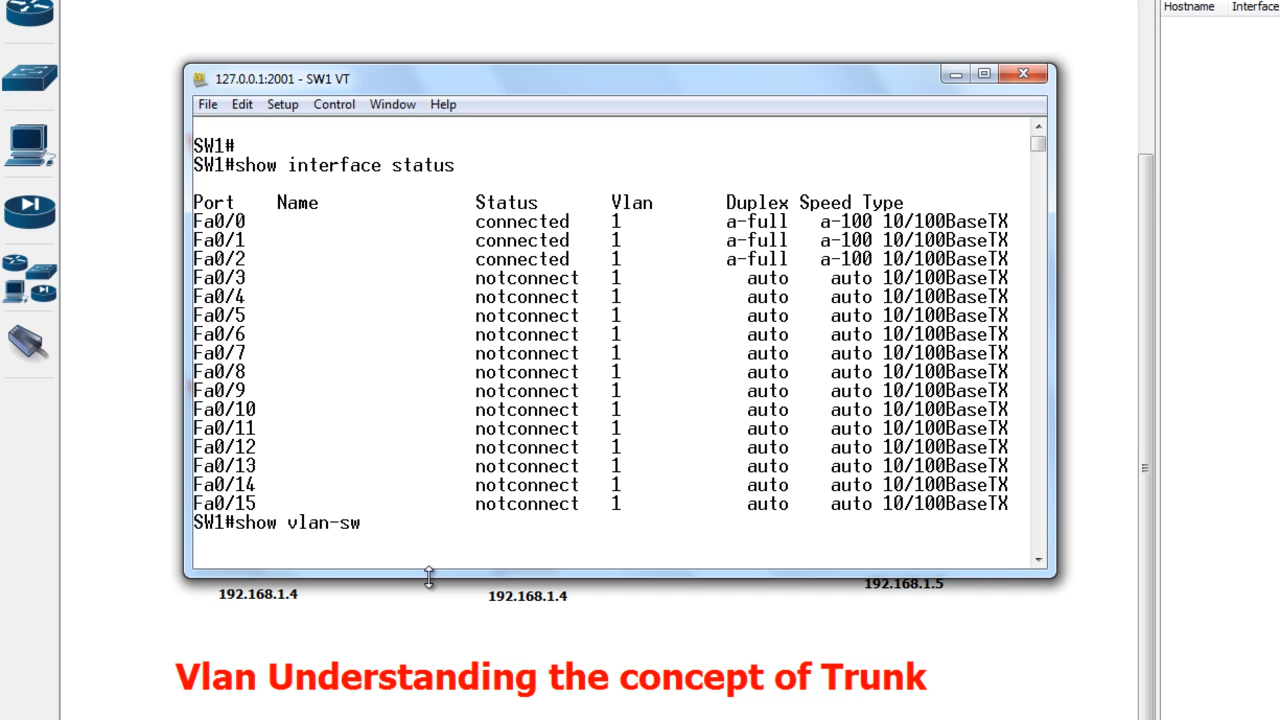 Hostname Interface
127.0.0.1:2001 - SW1 VT
File Edit Setup Control Window Help
SW1#
SW1#show interface status
Port Name Status Vlan Duplex Speed Type
Fa0/0 connected 1 a-full a-100 10/100BaseTX
Fa0/1 connected 1 a-full a-100 10/100BaseTX
Fa0/2 connected 1 a-full a-100 10/100BaseTX
Fa0/3 notconnect 1 auto auto 10/100BaseTX
Fa0/4 notconnect 1 auto auto 10/100BaseTX
Fa0/5 notconnect 1 auto auto 10/100BaseTX
Fa0/6 notconnect 1 auto auto 10/100BaseTX
Fa0/7 notconnect 1 auto auto 10/100BaseTX
Fa0/8 notconnect 1 auto auto 10/100BaseTX
Fa0/9 notconnect 1 auto auto 10/100BaseTX
Fa0/10 notconnect 1 auto auto 10/100BaseTX
Fa0/11 notconnect 1 auto auto 10/100BaseTX
Fa0/12 notconnect 1 auto auto 10/100BaseTX
Fa0/13 notconnect 1 auto auto 10/100BaseTX
Fa0/14 notconnect 1 auto auto 10/100BaseTX
Fa0/15 notconnect 1 auto auto 10/100BaseTX
SW1#show vlan-sw
192.168.1.4 192.168.1.4 192.168.1.5
Vlan Understanding the concept of Trunk